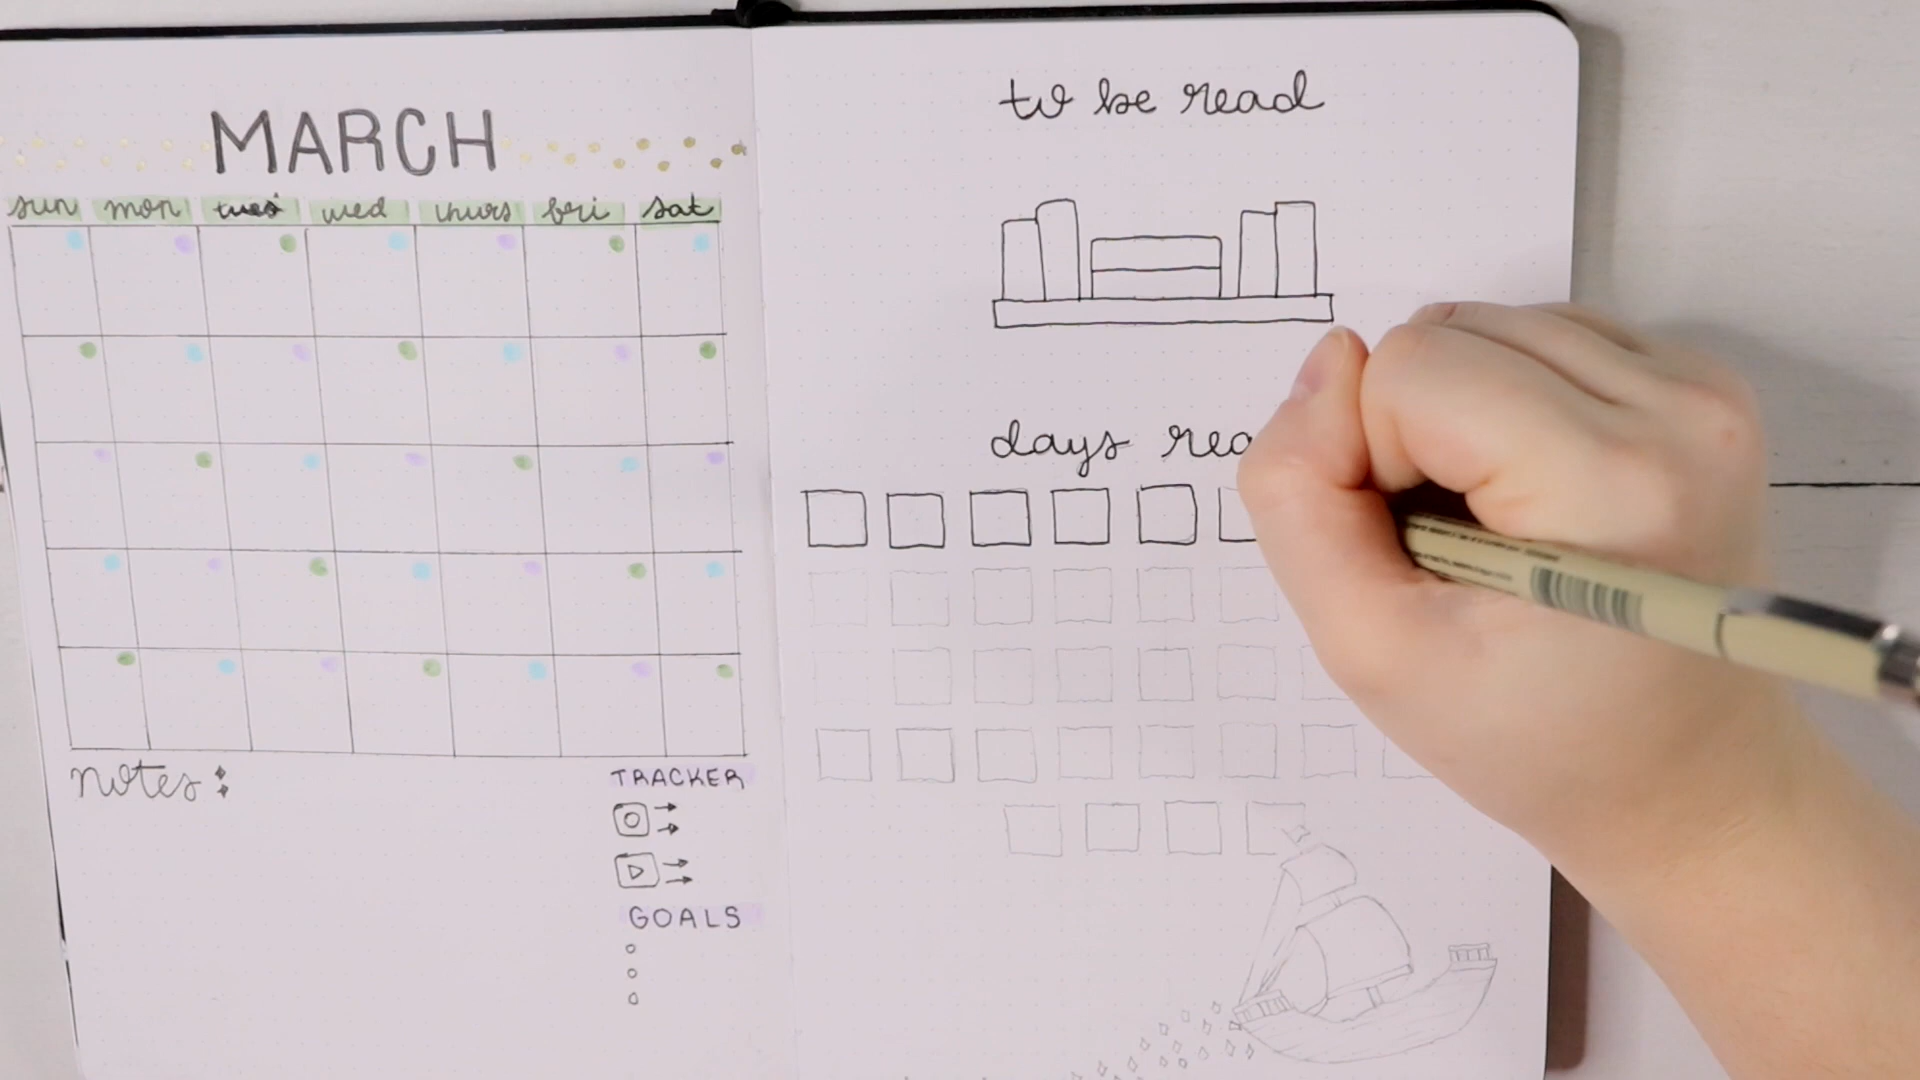 MARCH
sun mon tues wed thurs fri sat
notes:
TRACKER
GOALS
to be read
days rea